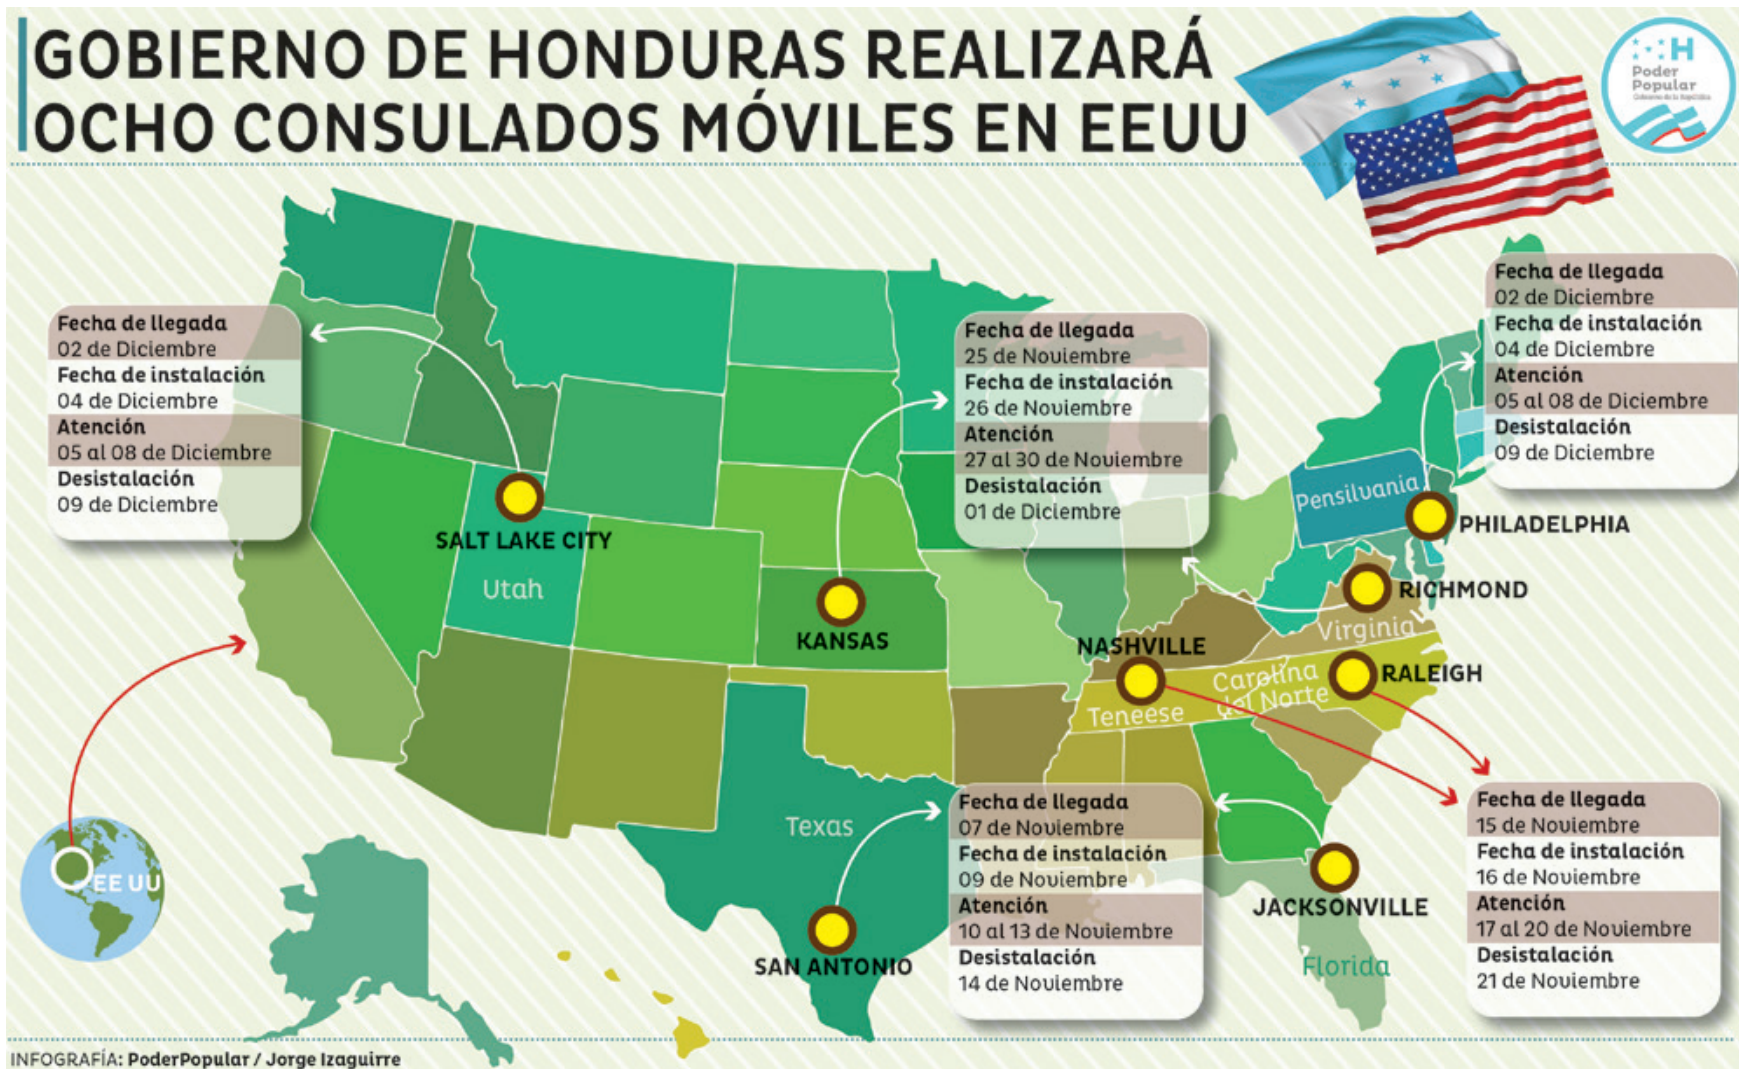 GOBIERNO DE HONDURAS REALIZARÁ
OCHO CONSULADOS MÓVILES EN EEUU
H
Poder
Popular
Gobierno de la República
Fecha de llegada
02 de Diciembre
Fecha de instalación
04 de Diciembre
Atención
05 al 08 de Diciembre
Desistalación
09 de Diciembre
Fecha de llegada
25 de Noviembre
Fecha de instalación
26 de Noviembre
Atención
27 al 30 de Noviembre
Desistalación
01 de Diciembre
Fecha de llegada
02 de Diciembre
Fecha de instalación
04 de Diciembre
Atención
05 al 08 de Diciembre
Desistalación
09 de Diciembre
SALT LAKE CITY
Utah
KANSAS
Pensilvania
PHILADELPHIA
RICHMOND
Virginia
NASHVILLE
Teneese
Carolina
del Norte
RALEIGH
Texas
SAN ANTONIO
Fecha de llegada
07 de Noviembre
Fecha de instalación
09 de Noviembre
Atención
10 al 13 de Noviembre
Desistalación
14 de Noviembre
JACKSONVILLE
Florida
Fecha de llegada
15 de Noviembre
Fecha de instalación
16 de Noviembre
Atención
17 al 20 de Noviembre
Desistalación
21 de Noviembre
EE UU
INFOGRAFÍA: PoderPopular / Jorge Izaguirre